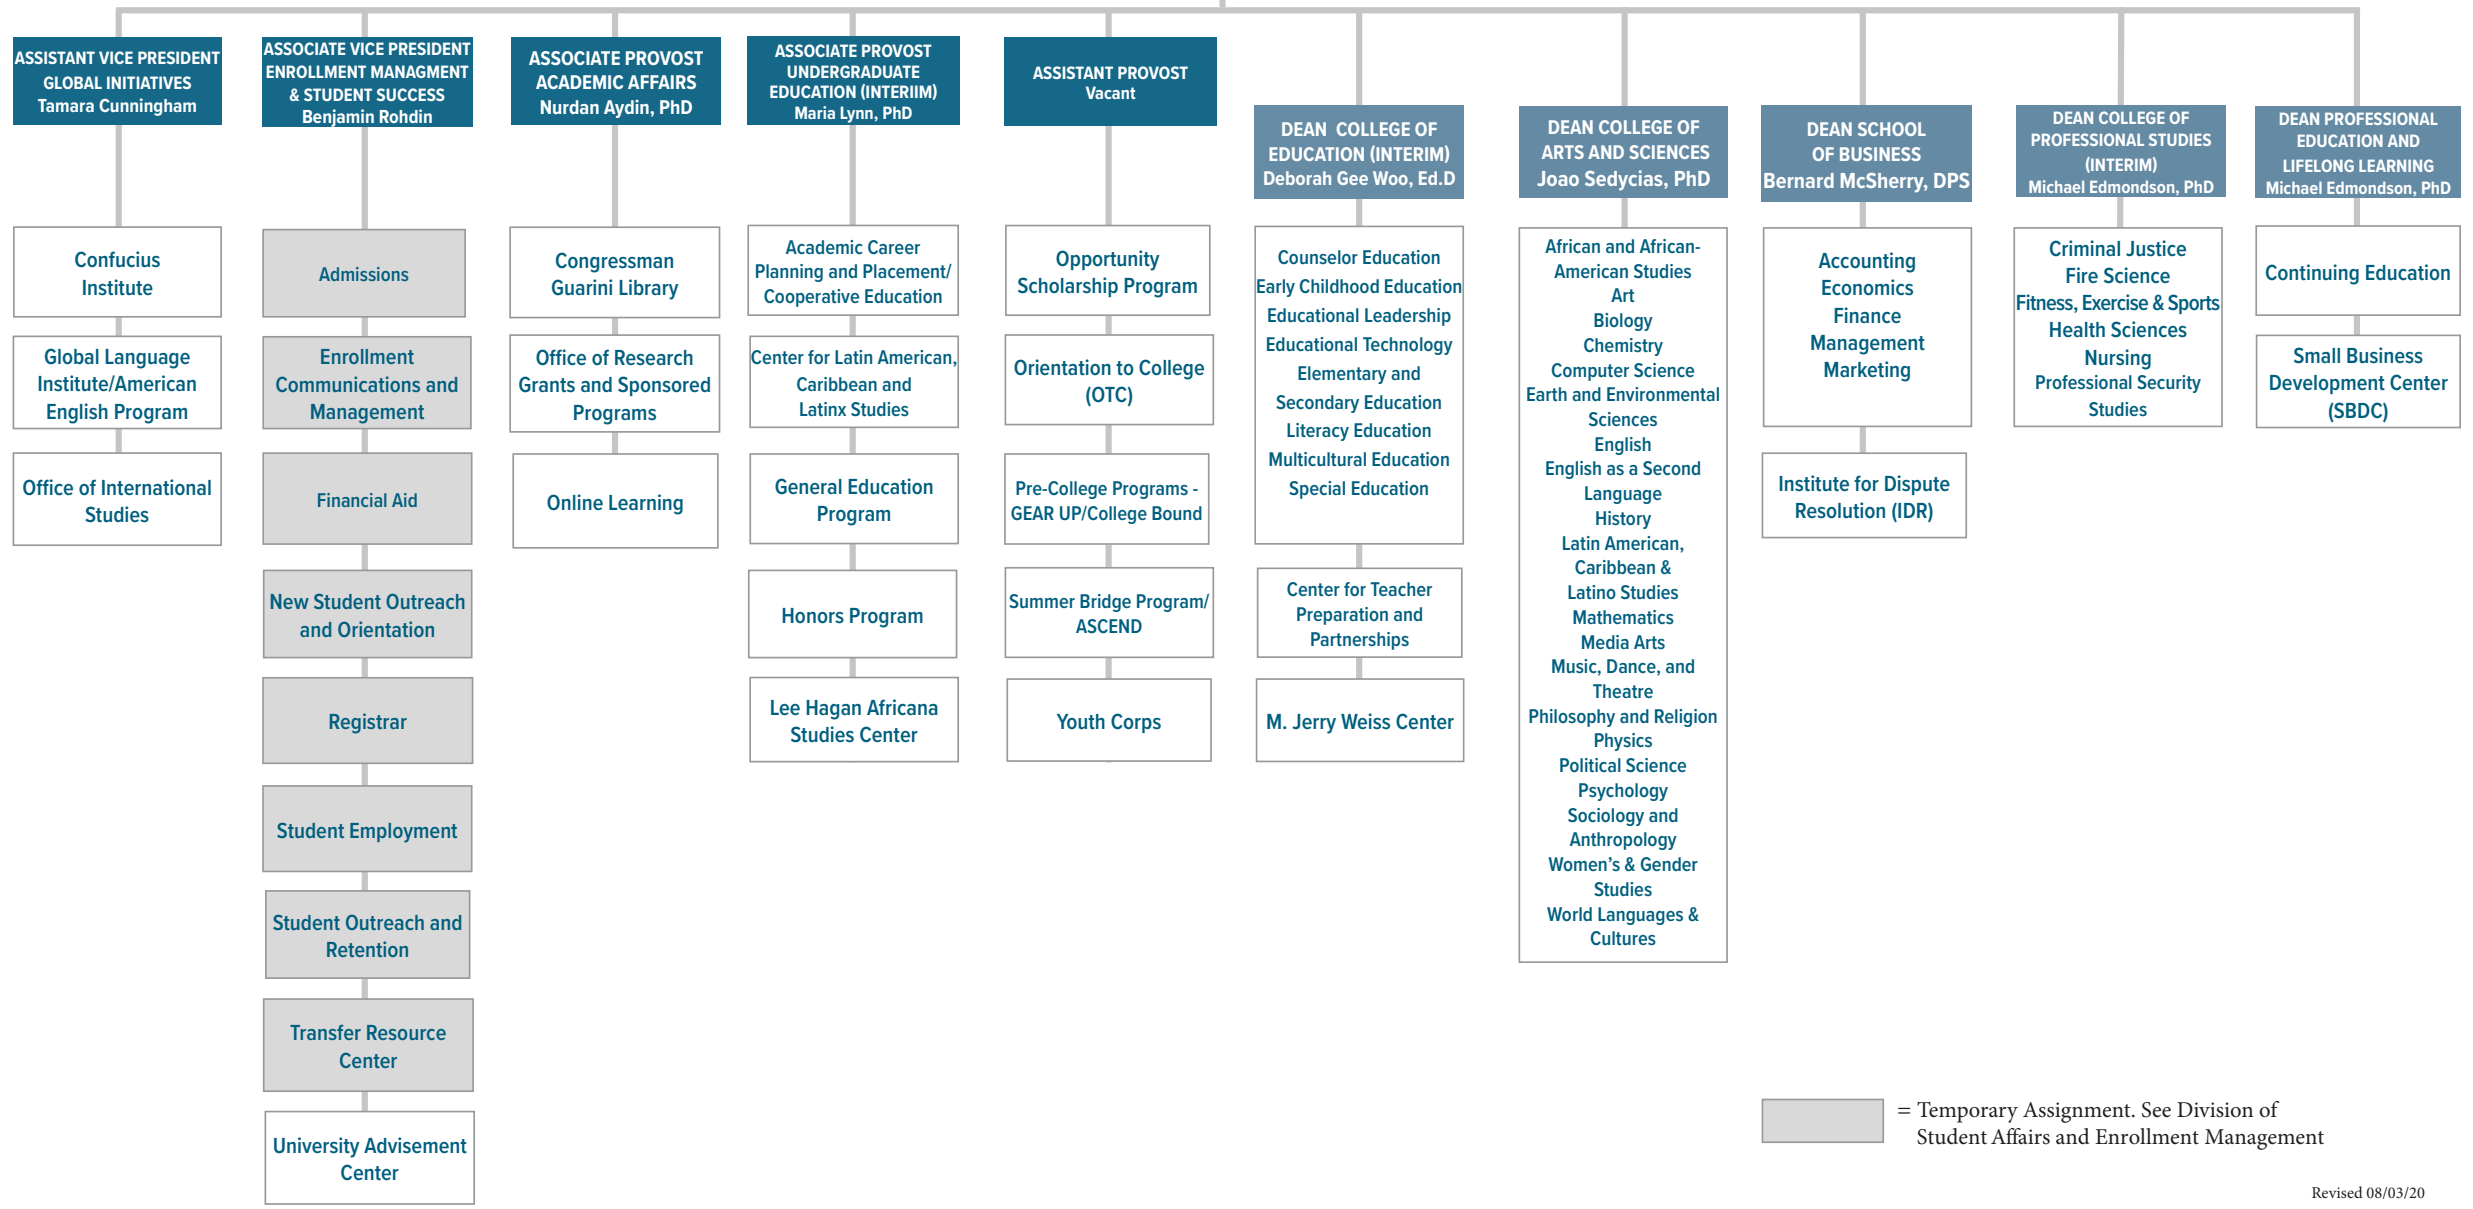 ASSISTANT VICE PRESIDENT
GLOBAL INITIATIVES
Tamara Cunningham
Confucius
Institute
Global Language
Institute/American
English Program
Office of International
Studies
ASSOCIATE VICE PRESIDENT
ENROLLMENT MANAGMENT
& STUDENT SUCCESS
Benjamin Rohdin
Admissions
Enrollment
Communications and
Management
Financial Aid
New Student Outreach
and Orientation
Registrar
Student Employment
Student Outreach and
Retention
Transfer Resource
Center
University Advisement
Center
ASSOCIATE PROVOST
ACADEMIC AFFAIRS
Nurdan Aydin, PhD
Congressman
Guarini Library
Office of Research
Grants and Sponsored
Programs
Online Learning
ASSOCIATE PROVOST
UNDERGRADUATE
EDUCATION (INTERIIM)
Maria Lynn, PhD
Academic Career
Planning and Placement/
Cooperative Education
Center for Latin American,
Caribbean and
Latinx Studies
General Education
Program
Honors Program
Lee Hagan Africana
Studies Center
ASSISTANT PROVOST
Vacant
Opportunity
Scholarship Program
Orientation to College
(OTC)
Pre-College Programs -
GEAR UP/College Bound
Summer Bridge Program/
ASCEND
Youth Corps
DEAN COLLEGE OF
EDUCATION (INTERIM)
Deborah Gee Woo, Ed.D
Counselor Education
Early Childhood Education
Educational Leadership
Educational Technology
Elementary and
Secondary Education
Literacy Education
Multicultural Education
Special Education
Center for Teacher
Preparation and
Partnerships
M. Jerry Weiss Center
DEAN COLLEGE OF
ARTS AND SCIENCES
Joao Sedycias, PhD
African and African-
American Studies
Art
Biology
Chemistry
Computer Science
Earth and Environmental
Sciences
English
English as a Second
Language
History
Latin American,
Caribbean &
Latino Studies
Mathematics
Media Arts
Music, Dance, and
Theatre
Philosophy and Religion
Physics
Political Science
Psychology
Sociology and
Anthropology
Women's & Gender
Studies
World Languages &
Cultures
DEAN SCHOOL
OF BUSINESS
Bernard McSherry, DPS
Accounting
Economics
Finance
Management
Marketing
Institute for Dispute
Resolution (IDR)
DEAN COLLEGE OF
PROFESSIONAL STUDIES
(INTERIM)
Michael Edmondson, PhD
Criminal Justice
Fire Science
Fitness, Exercise & Sports
Health Sciences
Nursing
Professional Security
Studies
DEAN PROFESSIONAL
EDUCATION AND
LIFELONG LEARNING
Michael Edmondson, PhD
Continuing Education
Small Business
Development Center
(SBDC)
= Temporary Assignment. See Division of
Student Affairs and Enrollment Management
Revised 08/03/20